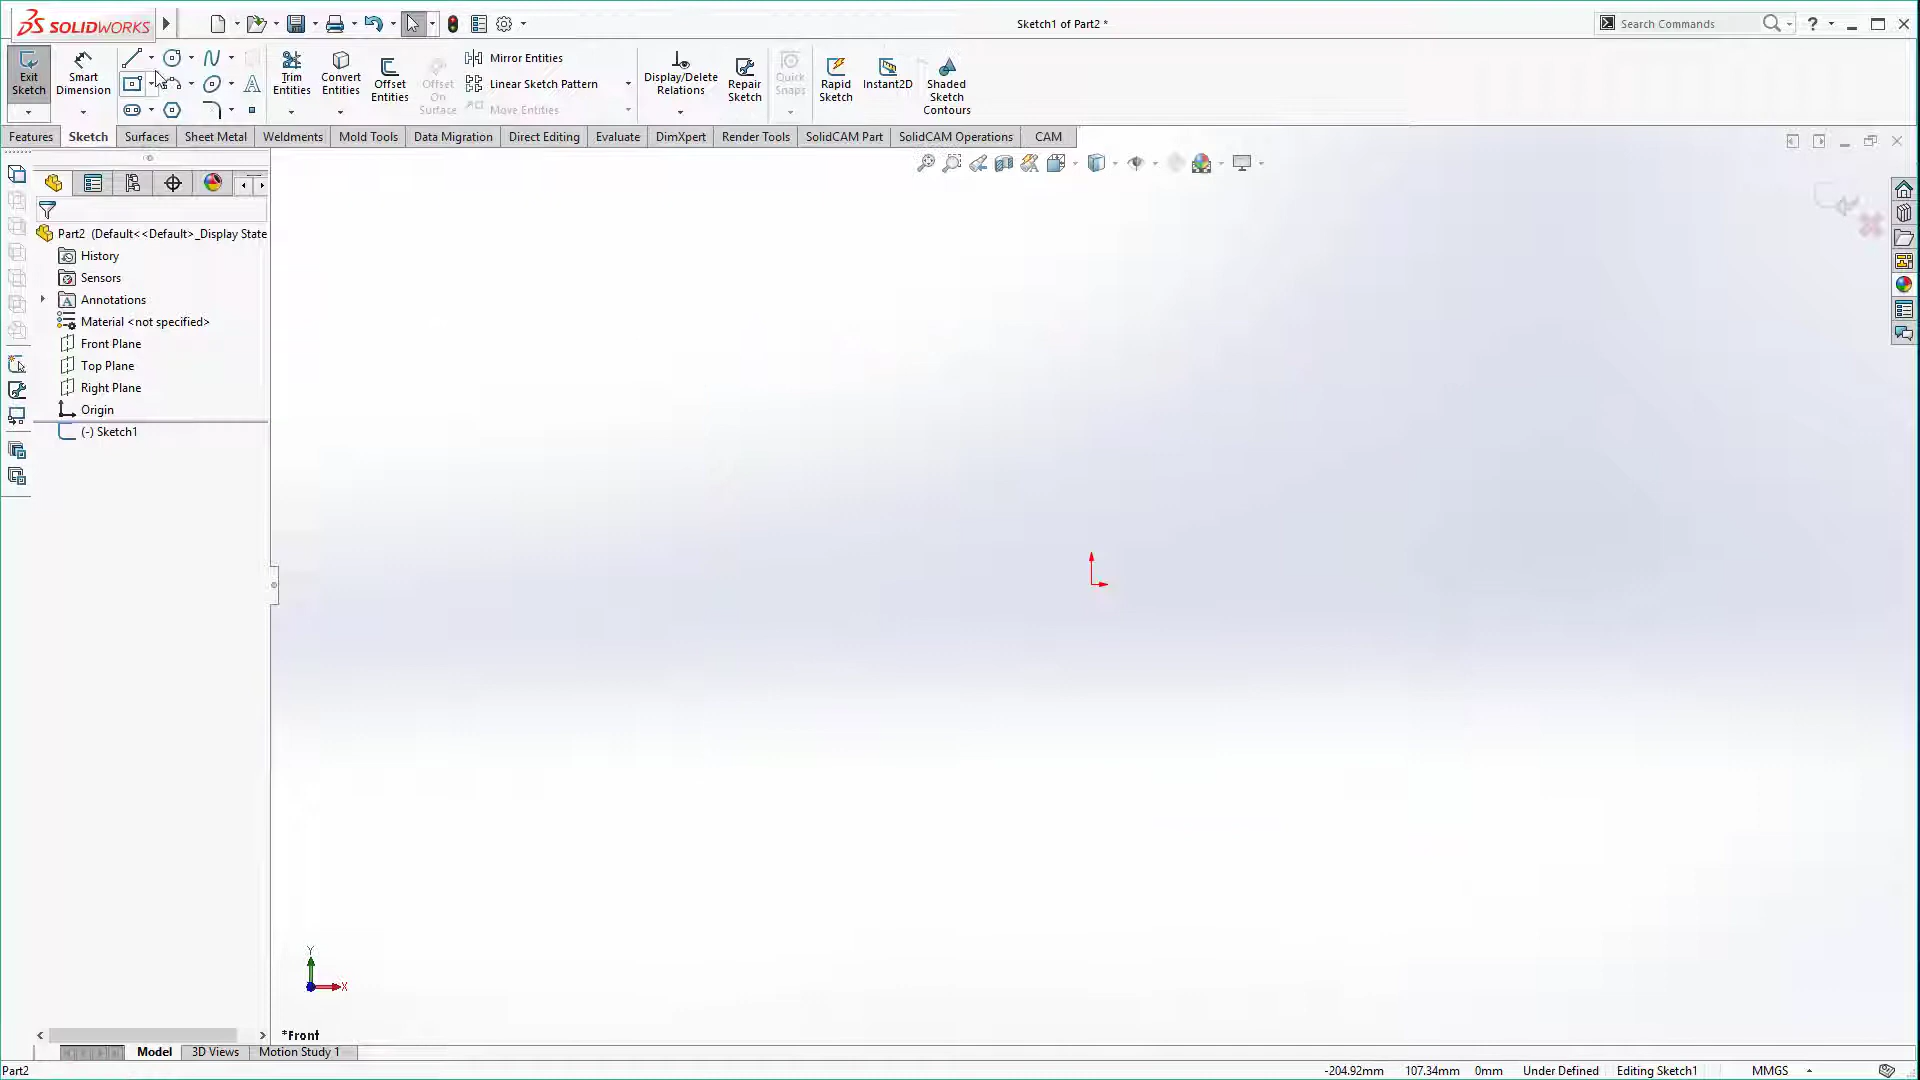 SOLIDWORKS
Sketch1 of Part2 *
Search Commands
Exit Sketch
Smart Dimension
Trim Entities
Convert Entities
Offset Entities
Offset On Surface
Mirror Entities
Linear Sketch Pattern
Move Entities
Display/Delete Relations
Repair Sketch
Quick Snaps
Rapid Sketch
Instant2D
Shaded Sketch Contours
Features Sketch Surfaces Sheet Metal Weldments Mold Tools Data Migration Direct Editing Evaluate DimXpert Render Tools SolidCAM Part SolidCAM Operations CAM
Part2 (Default<<Default>_Display State
History
Sensors
Annotations
Material <not specified>
Front Plane
Top Plane
Right Plane
Origin
(-) Sketch1
Y
X
*Front
Model 3D Views Motion Study 1
Part2 -204.92mm 107.34mm 0mm Under Defined Editing Sketch1 MMGS